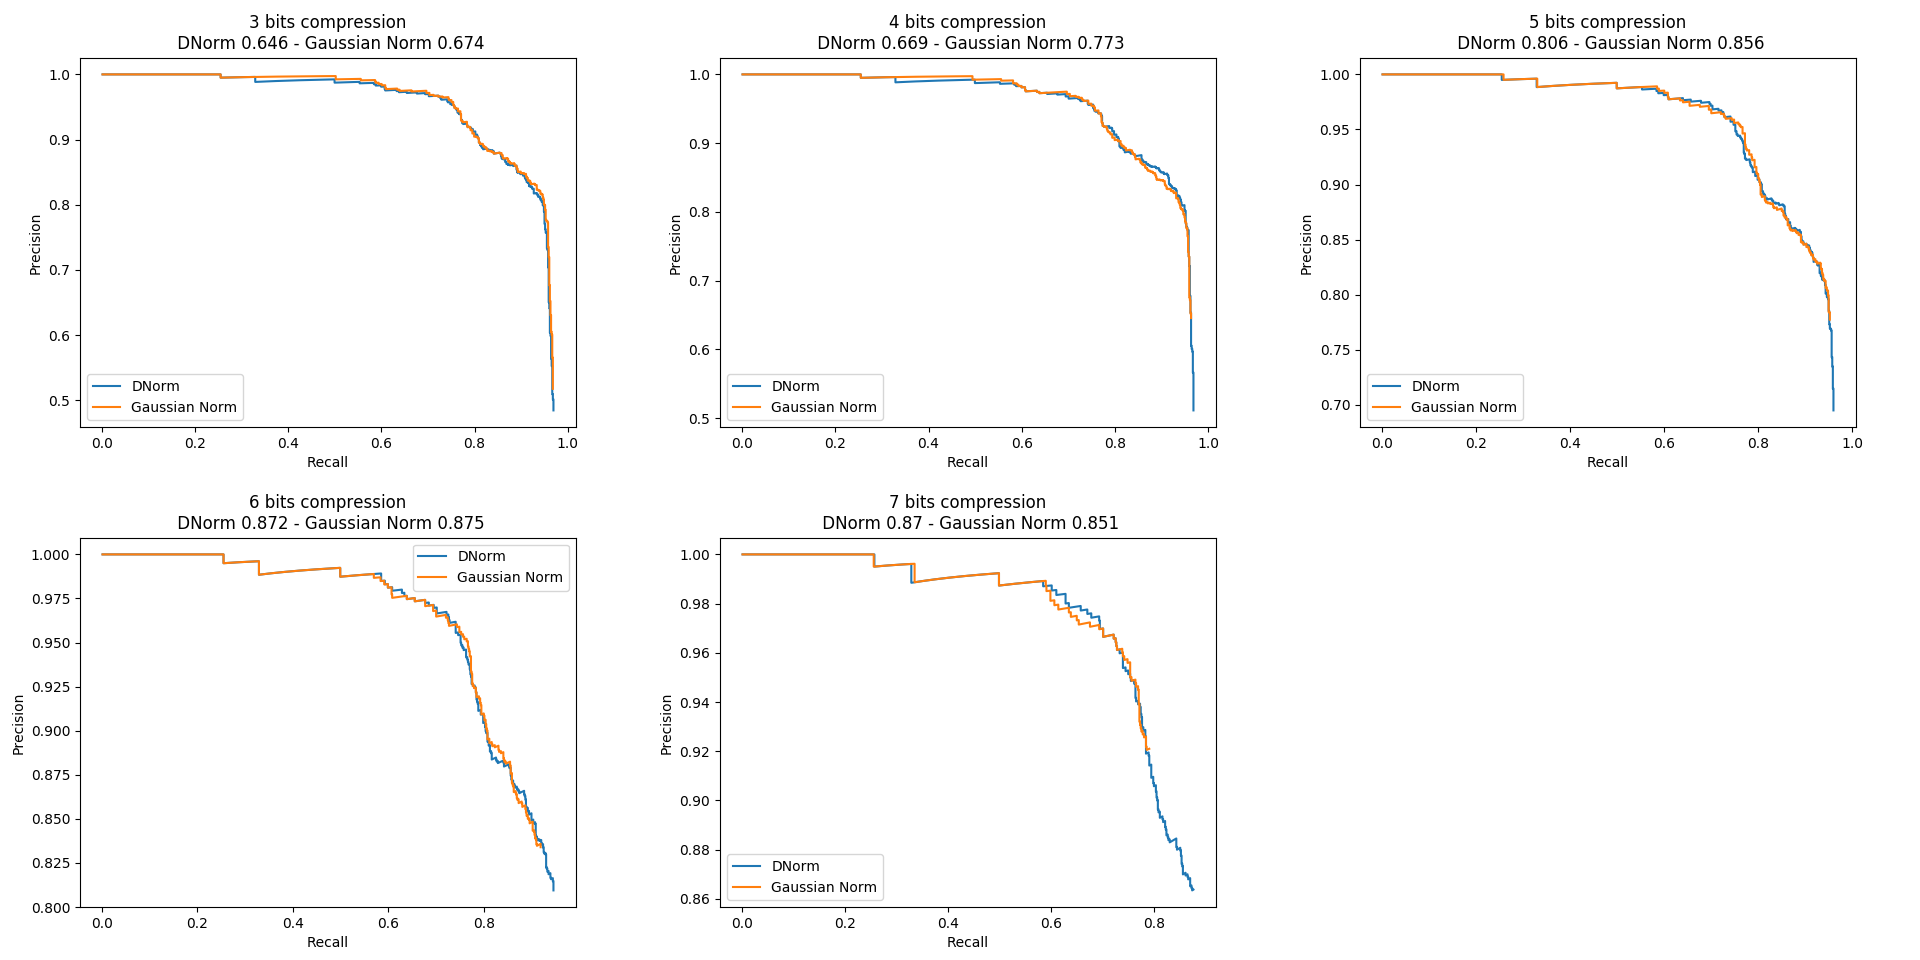 3 bits compression
DNorm 0.646 - Gaussian Norm 0.674
1.0
0.9
0.8
0.7
0.6
0.5
Precision
DNorm
Gaussian Norm
0.0 0.2 0.4 0.6 0.8 1.0
Recall
4 bits compression
DNorm 0.669 - Gaussian Norm 0.773
1.0
0.9
0.8
0.7
0.6
0.5
Precision
DNorm
Gaussian Norm
0.0 0.2 0.4 0.6 0.8 1.0
Recall
5 bits compression
DNorm 0.806 - Gaussian Norm 0.856
1.00
0.95
0.90
0.85
0.80
0.75
0.70
Precision
DNorm
Gaussian Norm
0.0 0.2 0.4 0.6 0.8 1.0
Recall
6 bits compression
DNorm 0.872 - Gaussian Norm 0.875
1.000
0.975
0.950
0.925
0.900
0.875
0.850
0.825
0.800
Precision
DNorm
Gaussian Norm
0.0 0.2 0.4 0.6 0.8
Recall
7 bits compression
DNorm 0.87 - Gaussian Norm 0.851
1.00
0.98
0.96
0.94
0.92
0.90
0.88
0.86
Precision
DNorm
Gaussian Norm
0.0 0.2 0.4 0.6 0.8
Recall